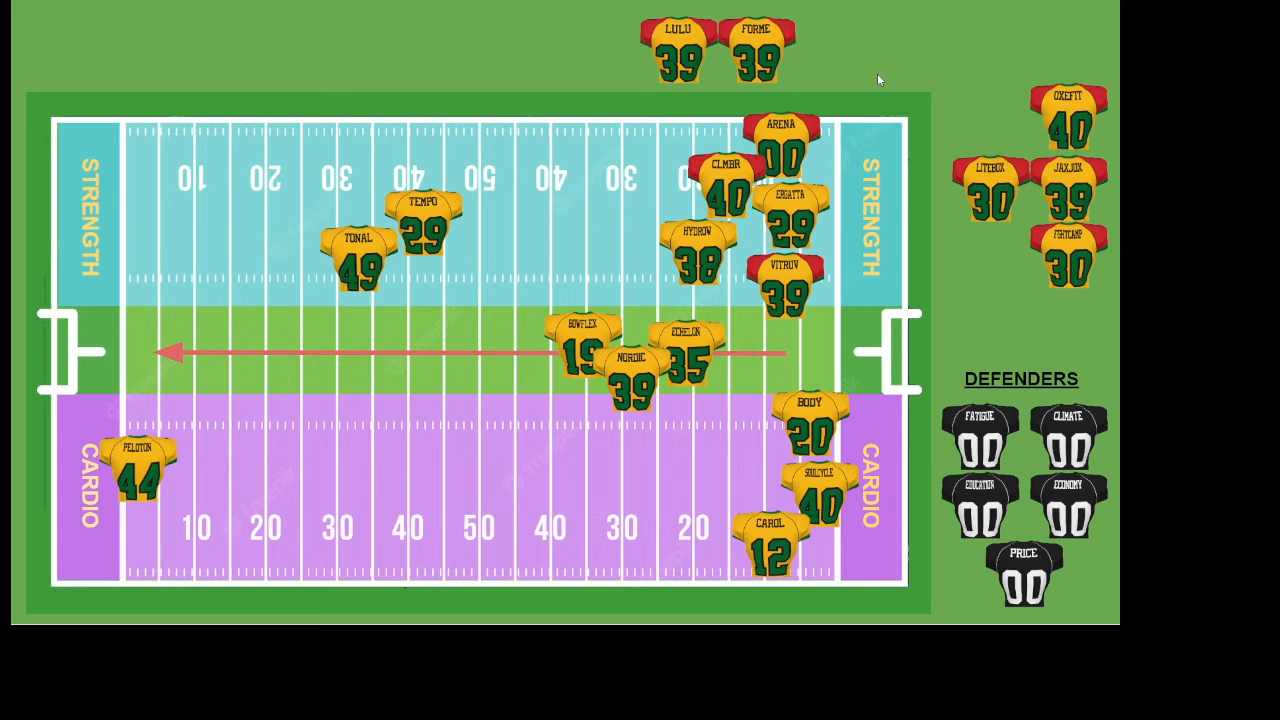 LULU
39
FORME
39
OXEFIT
40
LITEBOX
30
JAXJOX
39
FGHTCAMP
30
ARENA
00
CLMBR
40
ERGATTA
29
HYDROW
38
VITRUV
39
TEMPO
29
TONAL
49
STRENGTH
STRENGTH
10
20
30
40
50
40
30
BOWFLEX
19
NORDIC
39
ECHELON
35
PELOTON
44
BODY
20
SOULCYCLE
40
CAROL
12
CARDIO
CARDIO
10
20
30
40
50
40
30
20
DEFENDERS
FATIGUE
00
CLIMATE
00
EDUCATION
00
ECONOMY
00
PRICE
00